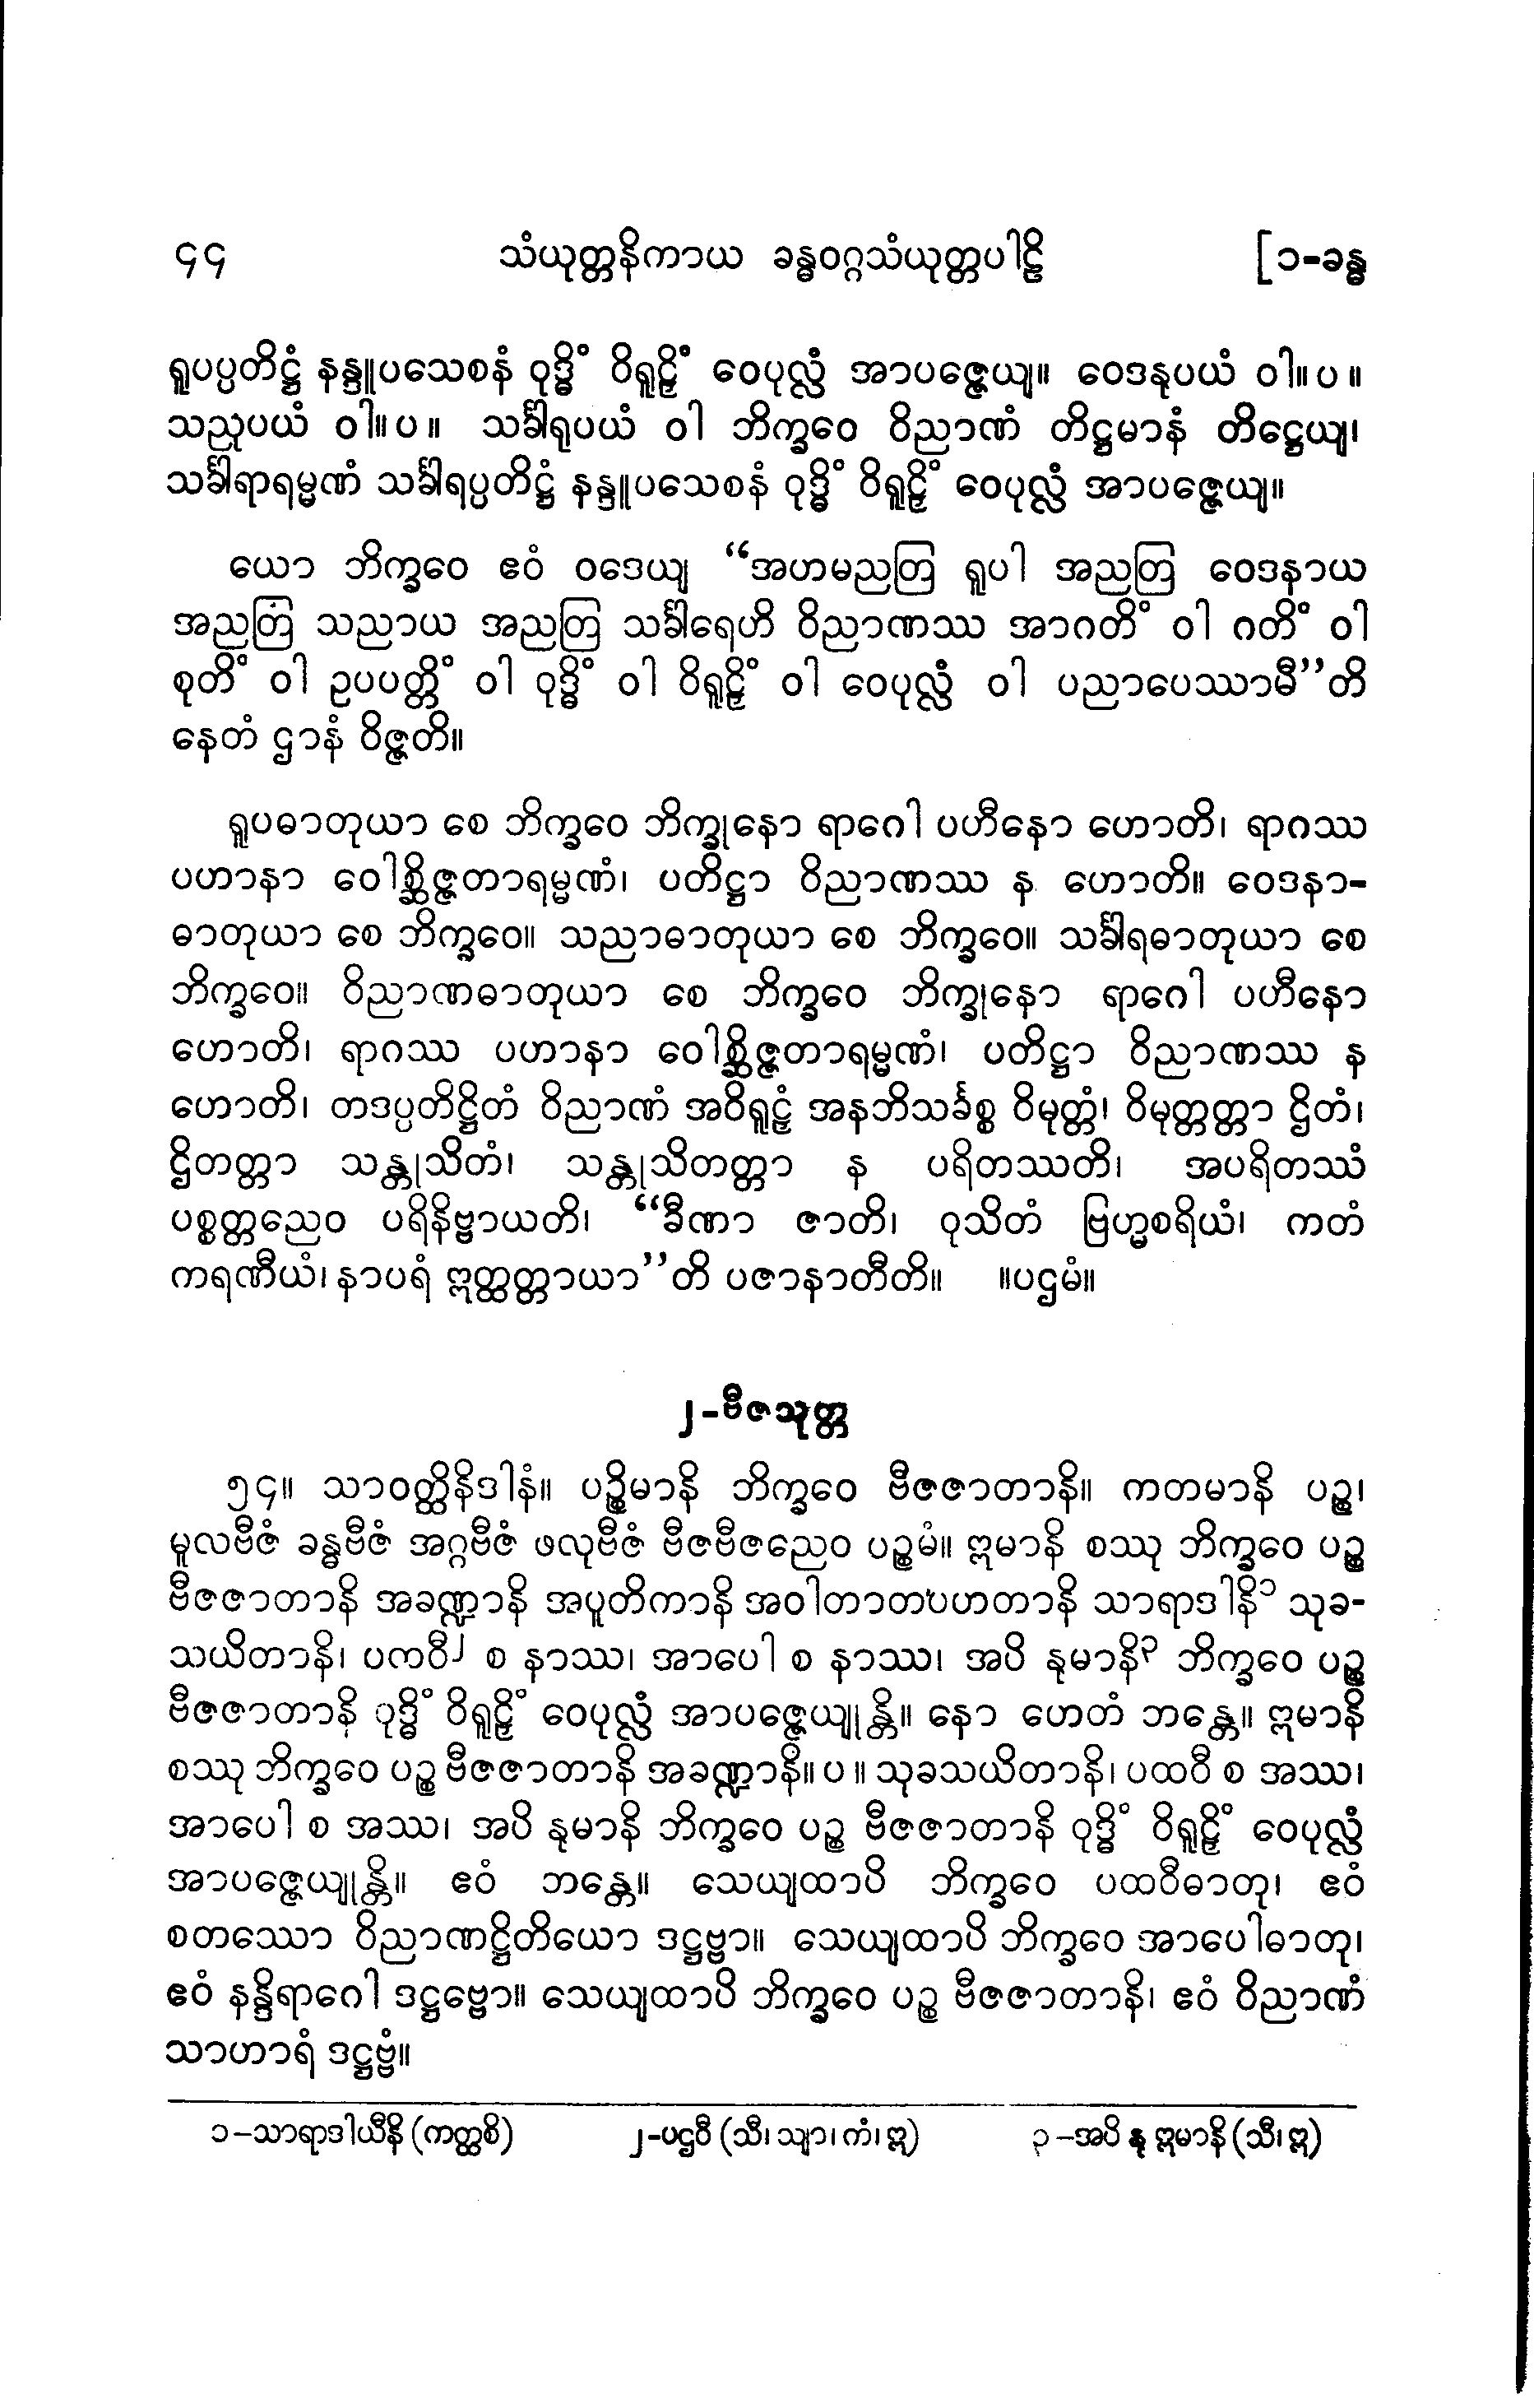 ၄၄ သံယုတ္တနိကာယ ခန္ဓဝဂ္ဂသံယုတ္တပါဠိ [၁-ခန္ဓ
ရူပပ္ပတိဋ္ဌံ နန္ဒူပသေစနံ ဝုဒ္ဓိံ ဝိရူဠှိံ ဝေပုလ္လံ အာပဇ္ဇေယျ။ ဝေဒနုပယံ ဝါ။ပ။
သညုပယံ ဝါ။ပ။ သင်္ခါရုပယံ ဝါ ဘိက္ခဝေ ဝိညာဏံ တိဋ္ဌမာနံ တိဋ္ဌေယျ၊
သင်္ခါရာရမ္မဏံ သင်္ခါရပ္ပတိဋ္ဌံ နန္ဒူပသေစနံ ဝုဒ္ဓိံ ဝိရူဠှိံ ဝေပုလ္လံ အာပဇ္ဇေယျ။
ယော ဘိက္ခဝေ ဧဝံ ဝဒေယျ “အဟမညတြ ရူပါ အညတြ ဝေဒနာယ
အညတြ သညာယ အညတြ သင်္ခါရေဟိ ဝိညာဏဿ အာဂတိံ ဝါ ဂတိံ ဝါ
စုတိံ ဝါ ဥပပတ္တိံ ဝါ ဝုဒ္ဓိံ ဝါ ဝိရူဠှိံ ဝါ ဝေပုလ္လံ ဝါ ပညာပေဿာမီ”တိ
နေတံ ဌာနံ ဝိဇ္ဇတိ။
ရူပဓာတုယာ စေ ဘိက္ခဝေ ဘိက္ခုနော ရာဂေါ ပဟီနော ဟောတိ၊ ရာဂဿ
ပဟာနာ ဝေါစ္ဆိဇ္ဇတာရမ္မဏံ၊ ပတိဋ္ဌာ ဝိညာဏဿ န ဟောတိ။ ဝေဒနာ-
ဓာတုယာ စေ ဘိက္ခဝေ။ သညာဓာတုယာ စေ ဘိက္ခဝေ။ သင်္ခါရဓာတုယာ စေ
ဘိက္ခဝေ။ ဝိညာဏဓာတုယာ စေ ဘိက္ခဝေ ဘိက္ခုနော ရာဂေါ ပဟီနော
ဟောတိ၊ ရာဂဿ ပဟာနာ ဝေါစ္ဆိဇ္ဇတာရမ္မဏံ၊ ပတိဋ္ဌာ ဝိညာဏဿ န
ဟောတိ၊ တဒပ္ပတိဋ္ဌိတံ ဝိညာဏံ အဝိရူဠှံ အနဘိသင်္ခစ္စ ဝိမုတ္တံ၊ ဝိမုတ္တတ္တာ ဌိတံ၊
ဌိတတ္တာ သန္တုသိတံ၊ သန္တုသိတတ္တာ န ပရိတဿတိ၊ အပရိတဿံ
ပစ္စတ္တညေဝ ပရိနိဗ္ဗာယတိ၊ “ခီဏာ ဇာတိ၊ ဝုသိတံ ဗြဟ္မစရိယံ၊ ကတံ
ကရဏီယံ၊ နာပရံ ဣတ္ထတ္တာယာ”တိ ပဇာနာတီတိ။ ။ပဌမံ။
၂-ဗီဇသုတ္တ
၅၄။ သာဝတ္ထိနိဒါနံ။ ပဉ္စိမာနိ ဘိက္ခဝေ ဗီဇဇာတာနိ။ ကတမာနိ ပဉ္စ၊
မူလဗီဇံ ခန္ဓဗီဇံ အဂ္ဂဗီဇံ ဖလုဗီဇံ ဗီဇဗီဇညေဝ ပဉ္စမံ။ ဣမာနိ စဿု ဘိက္ခဝေ ပဉ္စ
ဗီဇဇာတာနိ အခဏ္ဍာနိ အပူတိကာနိ အဝါတာတပဟတာနိ သာရာဒါနိ၁ သုခ-
သယိတာနိ၊ ပကဝီ၂ စ နာဿ၊ အာပေါ စ နာဿ၊ အပိ နုမာနိ၃ ဘိက္ခဝေ ပဉ္စ
ဗီဇဇာတာနိ ဝုဒ္ဓိံ ဝိရူဠှိံ ဝေပုလ္လံ အာပဇ္ဇေယျုန္တိ။ နော ဟေတံ ဘန္တေ။ ဣမာနိ
စဿု ဘိက္ခဝေ ပဉ္စ ဗီဇဇာတာနိ အခဏ္ဍာနိ။ပ။ သုခသယိတာနိ၊ ပထဝီ စ အဿ၊
အာပေါ စ အဿ၊ အပိ နုမာနိ ဘိက္ခဝေ ပဉ္စ ဗီဇဇာတာနိ ဝုဒ္ဓိံ ဝိရူဠှိံ ဝေပုလ္လံ
အာပဇ္ဇေယျုန္တိ။ ဧဝံ ဘန္တေ။ သေယျထာပိ ဘိက္ခဝေ ပထဝီဓာတု၊ ဧဝံ
စတဿော ဝိညာဏဋ္ဌိတိယော ဒဋ္ဌဗ္ဗာ။ သေယျထာပိ ဘိက္ခဝေ အာပေါဓာတု၊
ဧဝံ နန္ဒိရာဂေါ ဒဋ္ဌဗ္ဗော။ သေယျထာပိ ဘိက္ခဝေ ပဉ္စ ဗီဇဇာတာနိ၊ ဧဝံ ဝိညာဏံ
သာဟာရံ ဒဋ္ဌဗ္ဗံ။
၁-သာရာဒါယီနိ (ကတ္ထစိ) ၂-ပဌဝီ (သီ၊ သျာ၊ ကံ၊ ဣ) ၃-အပိ နု ဣမာနိ (သီ၊ ဣ)